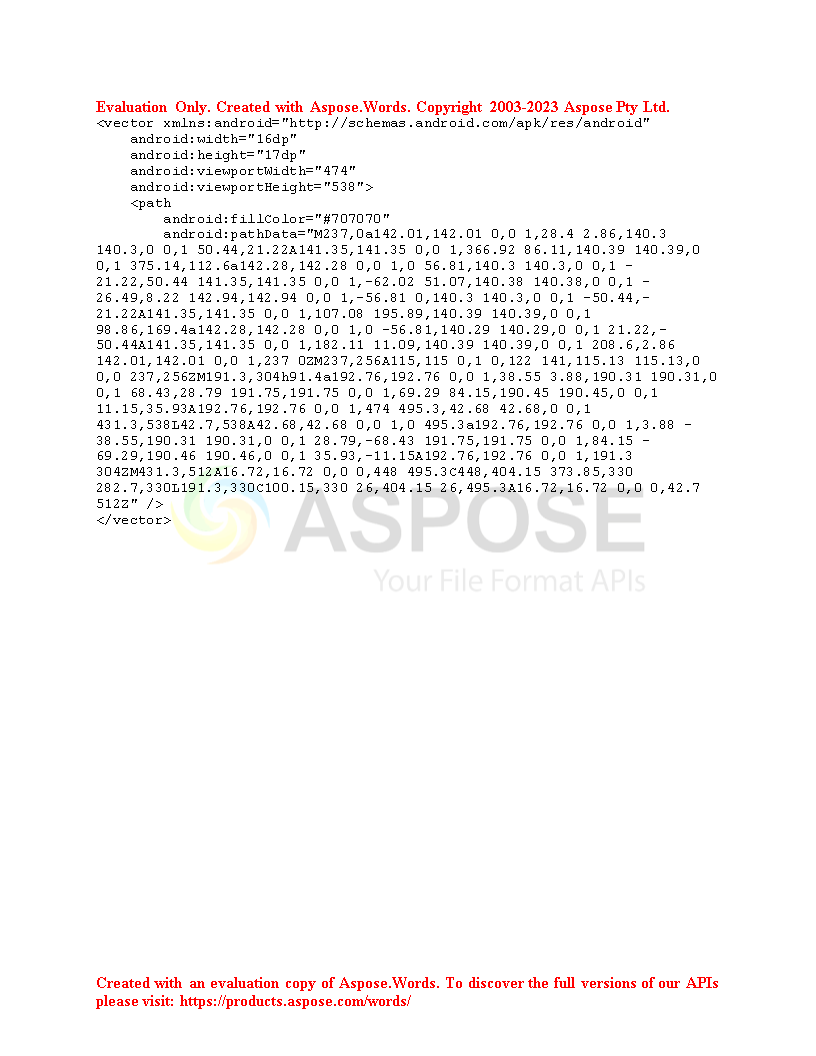 Evaluation Only. Created with Aspose.Words. Copyright 2003-2023 Aspose Pty Ltd.
<vector xmlns:android="http://schemas.android.com/apk/res/android"
    android:width="16dp"
    android:height="17dp"
    android:viewportWidth="474"
    android:viewportHeight="538">
    <path
        android:fillColor="#707070"
        android:pathData="M237,0a142.01,142.01 0,0 1,28.4 2.86,140.3
140.3,0 0,1 50.44,21.22A141.35,141.35 0,0 1,366.92 86.11,140.39 140.39,0
0,1 375.14,112.6a142.28,142.28 0,0 1,0 56.81,140.3 140.3,0 0,1 -
21.22,50.44 141.35,141.35 0,0 1,-62.02 51.07,140.38 140.38,0 0,1 -
26.49,8.22 142.94,142.94 0,0 1,-56.81 0,140.3 140.3,0 0,1 -50.44,-
21.22A141.35,141.35 0,0 1,107.08 195.89,140.39 140.39,0 0,1
98.86,169.4a142.28,142.28 0,0 1,0 -56.81,140.29 140.29,0 0,1 21.22,-
50.44A141.35,141.35 0,0 1,182.11 11.09,140.39 140.39,0 0,1 208.6,2.86
142.01,142.01 0,0 1,237 0ZM237,256A115,115 0,1 0,122 141,115.13 115.13,0
0,0 237,256ZM191.3,304h91.4a192.76,192.76 0,0 1,38.55 3.88,190.31 190.31,0
0,1 68.43,28.79 191.75,191.75 0,0 1,69.29 84.15,190.45 190.45,0 0,1
11.15,35.93A192.76,192.76 0,0 1,474 495.3,42.68 42.68,0 0,1
431.3,538L42.7,538A42.68,42.68 0,0 1,0 495.3a192.76,192.76 0,0 1,3.88 -
38.55,190.31 190.31,0 0,1 28.79,-68.43 191.75,191.75 0,0 1,84.15 -
69.29,190.46 190.46,0 0,1 35.93,-11.15A192.76,192.76 0,0 1,191.3
304ZM431.3,512A16.72,16.72 0,0 0,448 495.3C448,404.15 373.85,330
282.7,330L191.3,330C100.15,330 26,404.15 26,495.3A16.72,16.72 0,0 0,42.7
512Z" />
</vector>
ASPOSE
Your File Format APIs
Created with an evaluation copy of Aspose.Words. To discover the full versions of our APIs
please visit: https://products.aspose.com/words/